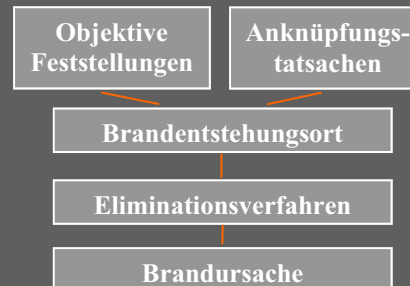 Objektive
Feststellungen
Anknüpfungs-
tatsachen
Brandentstehungsort
Eliminationsverfahren
Brandursache